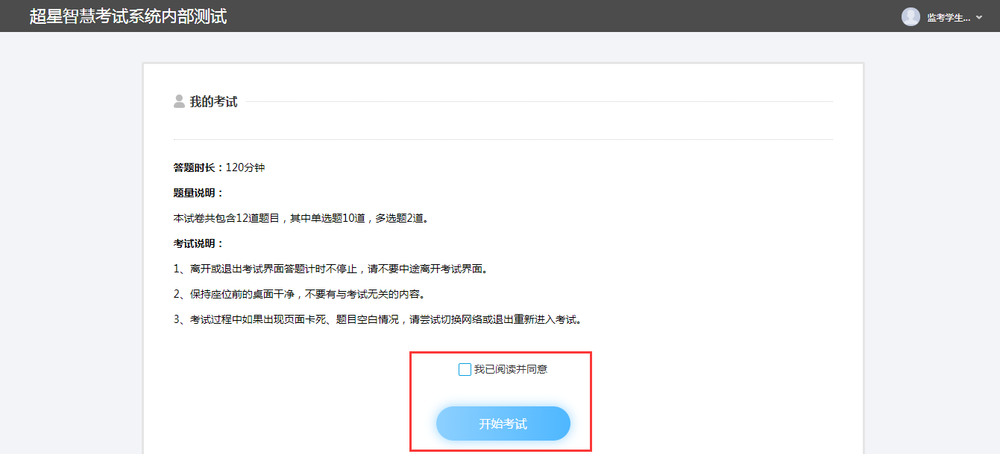 超星智慧考试系统内部测试
监考学生...
我的考试
答题时长：120分钟
题量说明：
本试卷共包含12道题目，其中单选题10道，多选题2道。
考试说明：
1、离开或退出考试界面答题计时不停止，请不要中途离开考试界面。
2、保持座位前的桌面干净，不要有与考试无关的内容。
3、考试过程中如果出现页面卡死、题目空白情况，请尝试切换网络或退出重新进入考试。
我已阅读并同意
开始考试